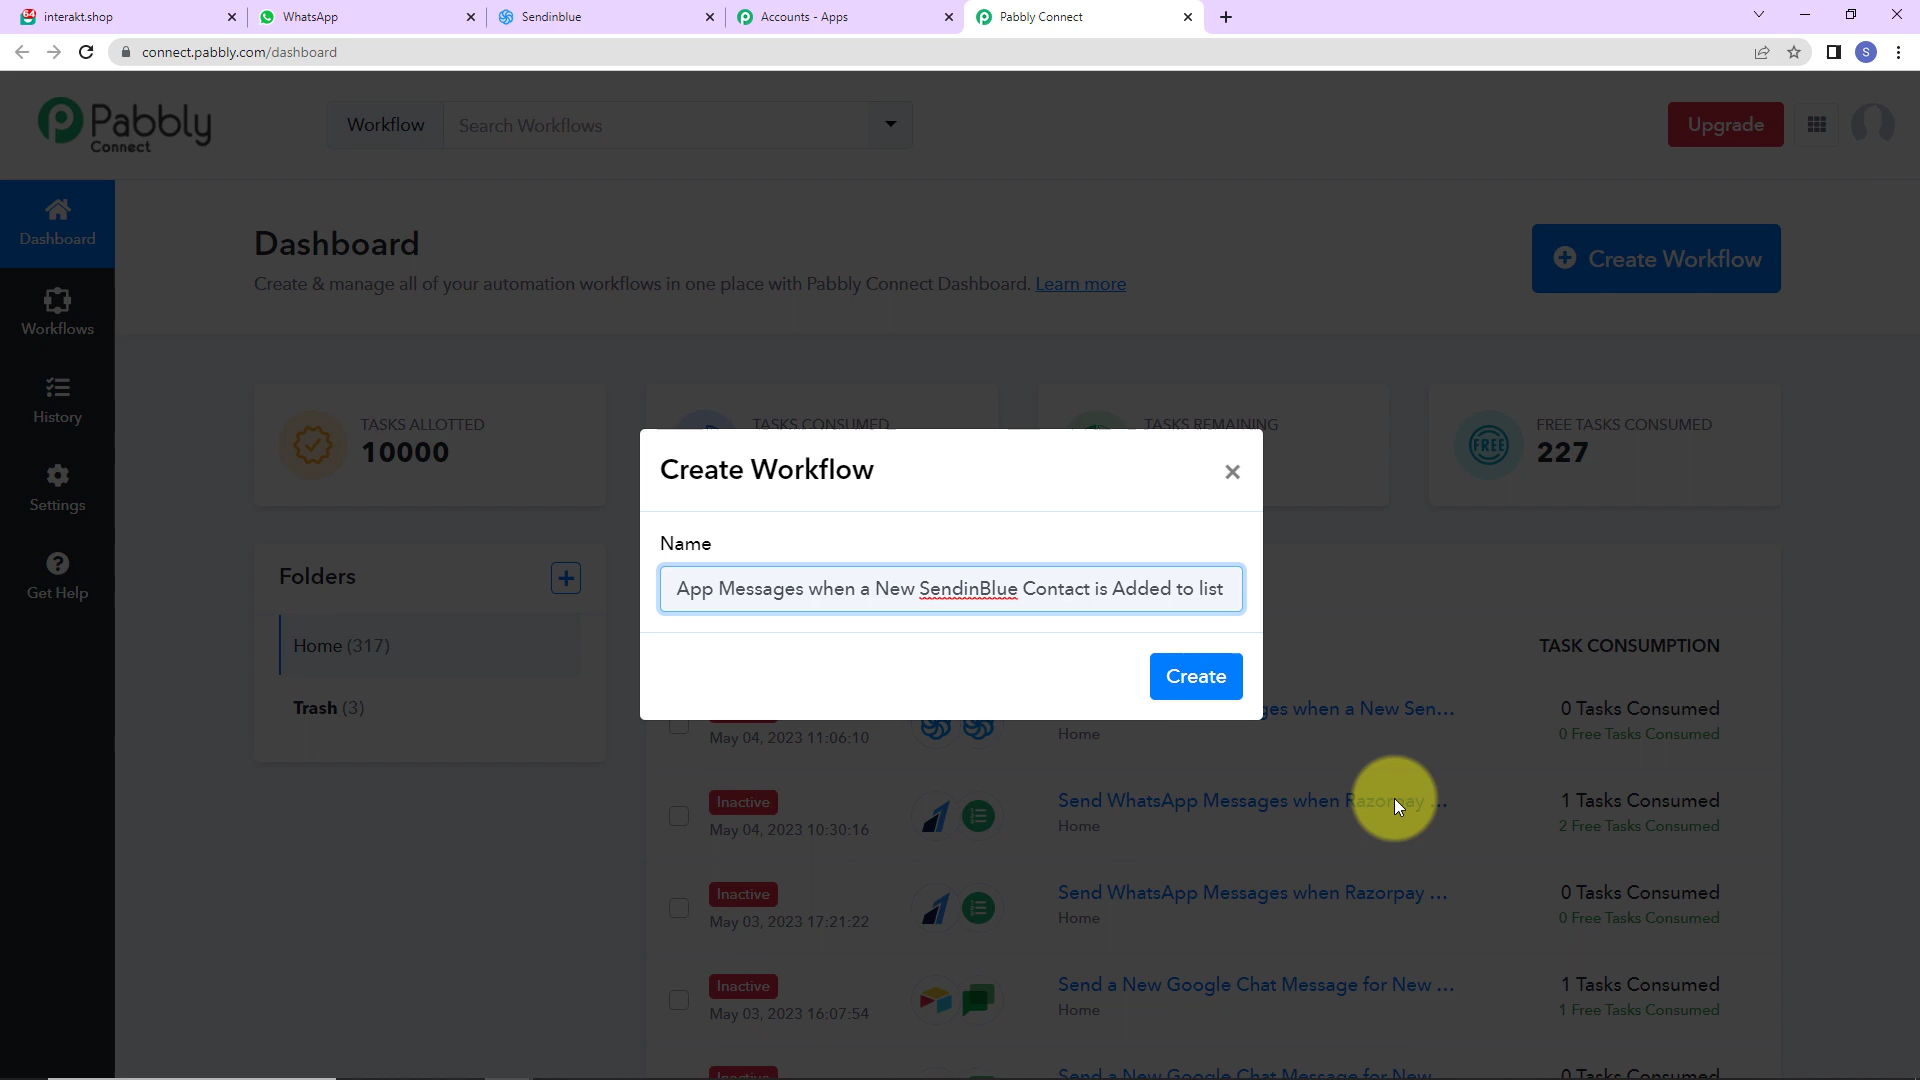 interakt.shop
WhatsApp
Sendinblue
Accounts - Apps
Pabbly Connect
connect.pabbly.com/dashboard
S
Pabbly
Connect
Workflow
Search Workflows
Upgrade
Dashboard
Workflows
History
Settings
Get Help
Dashboard
Create & manage all of your automation workflows in one place with Pabbly Connect Dashboard. Learn more
Create Workflow
TASKS ALLOTTED
10000
TASKS CONSUMED
TASKS REMAINING
FREE
FREE TASKS CONSUMED
227
Folders
Home (317)
Trash (3)
Create Workflow
Name
App Messages when a New SendinBlue Contact is Added to list
Create
TASK CONSUMPTION
May 04, 2023 11:06:10
ges when a New Sen...
Home
0 Tasks Consumed
0 Free Tasks Consumed
Inactive
May 04, 2023 10:30:16
Send WhatsApp Messages when Razorpay ...
Home
1 Tasks Consumed
2 Free Tasks Consumed
Inactive
May 03, 2023 17:21:22
Send WhatsApp Messages when Razorpay ...
Home
0 Tasks Consumed
0 Free Tasks Consumed
Inactive
May 03, 2023 16:07:54
Send a New Google Chat Message for New ...
Home
1 Tasks Consumed
1 Free Tasks Consumed
Inactive
Send a New Google Chat Message for New
0 Tasks Consumed